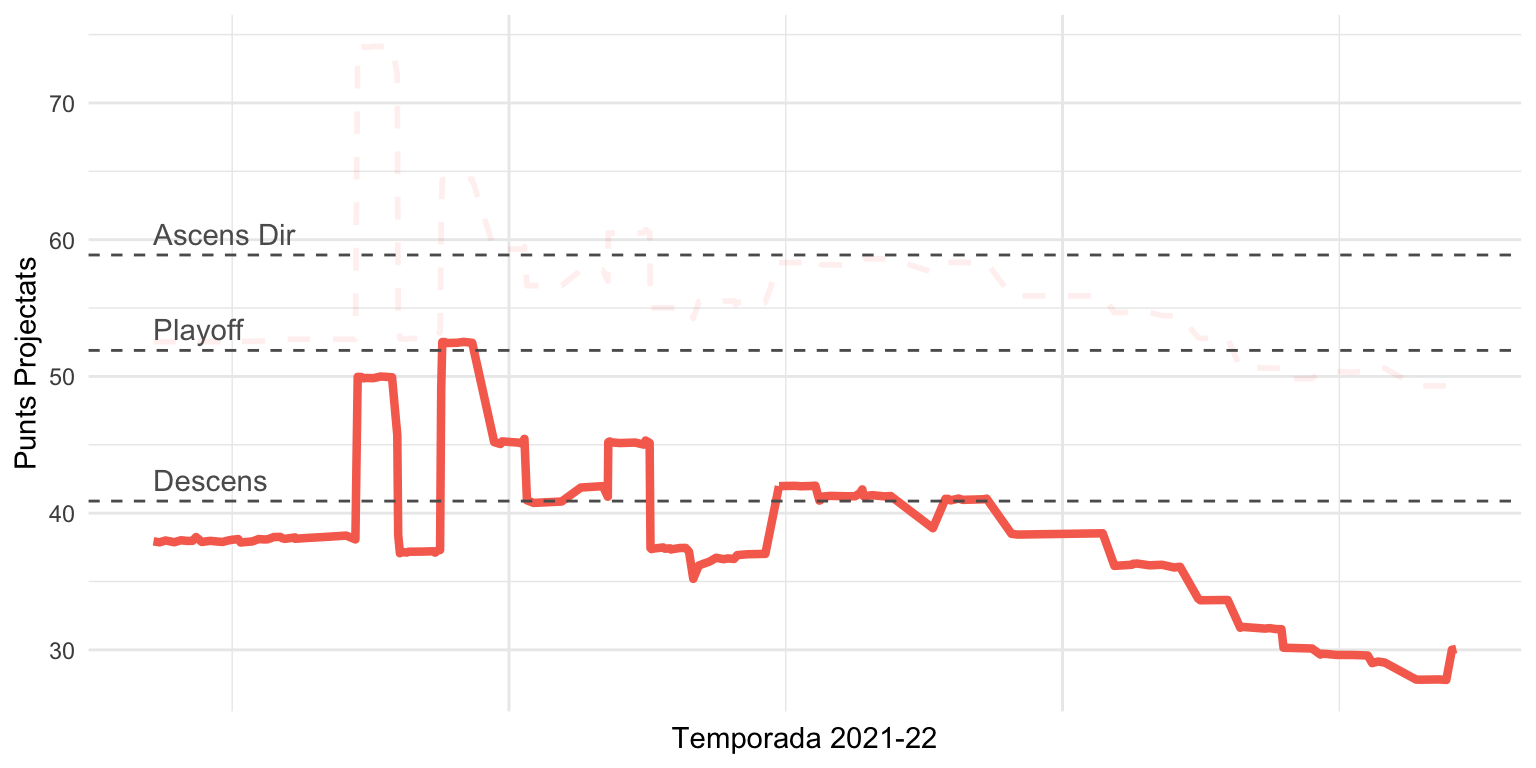 70
60
50
40
30
Punts Projectats
Ascens Dir
Playoff
Descens
Temporada 2021-22